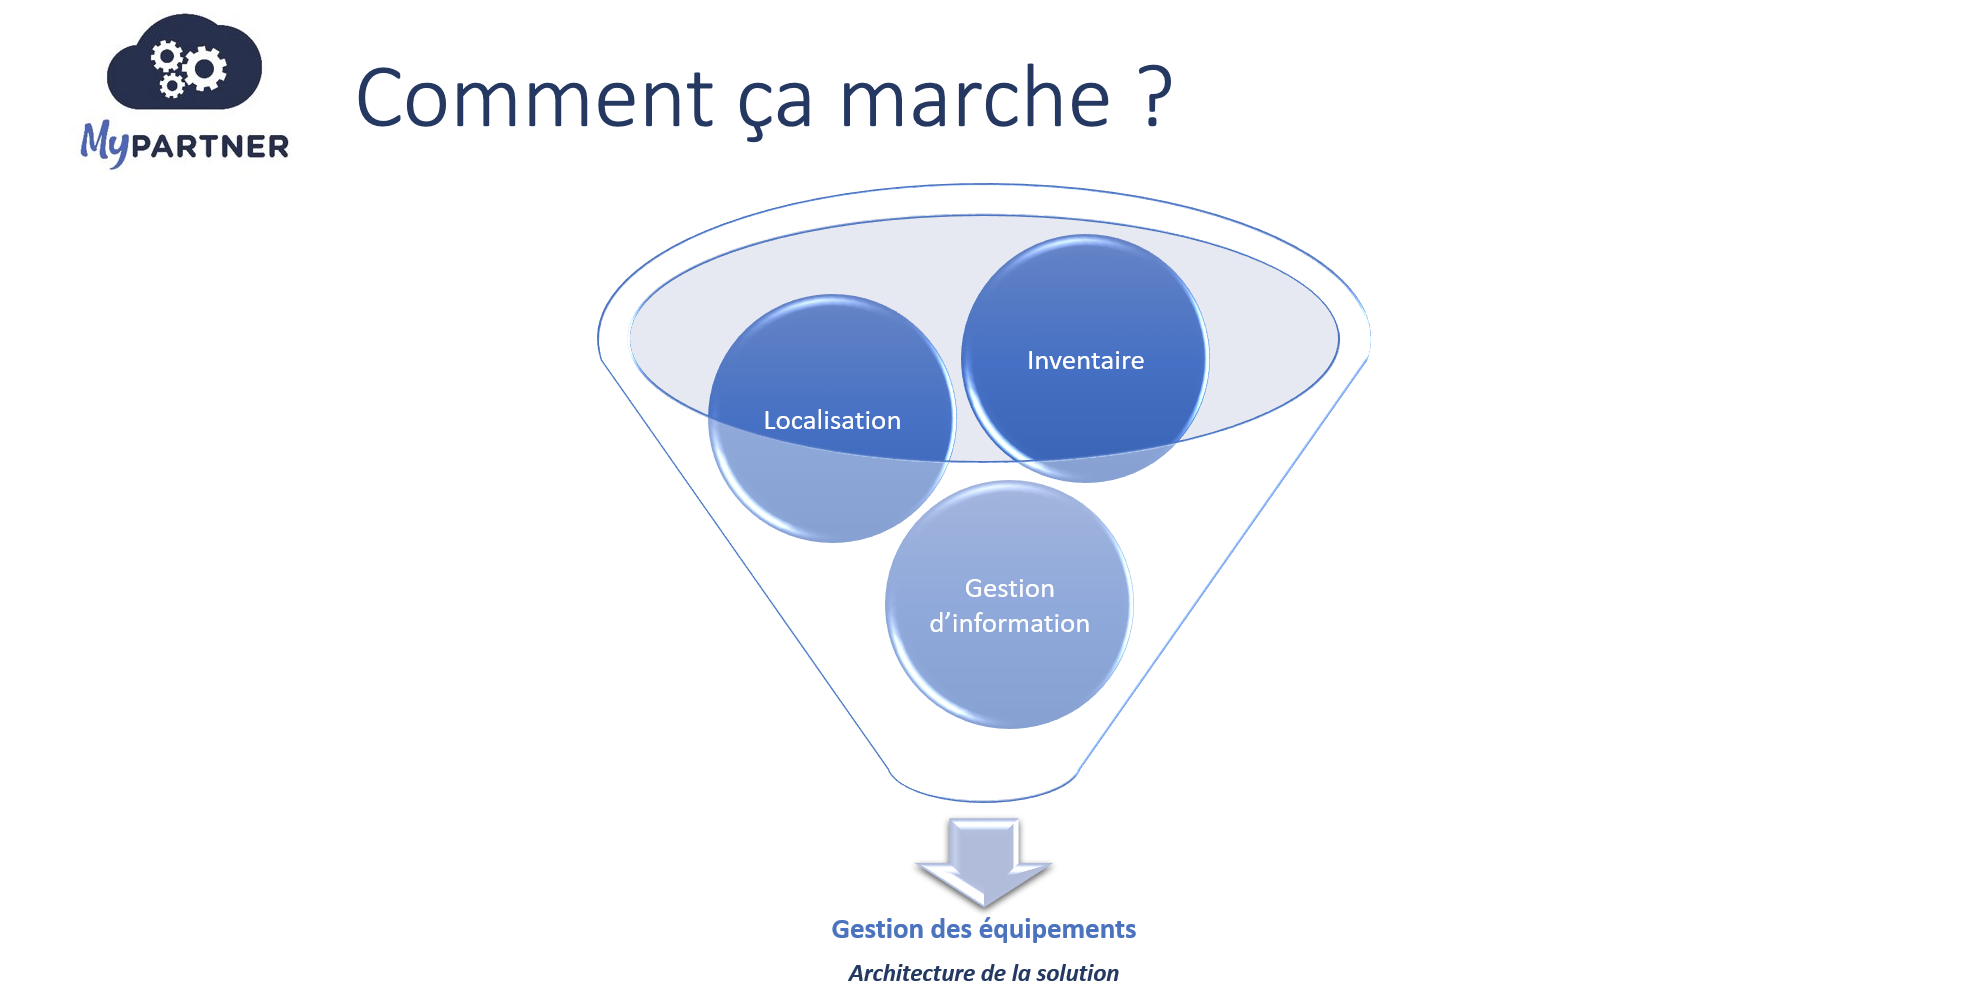 MyPARTNER
Comment ça marche ?
Inventaire
Localisation
Gestion
d’information
Gestion des équipements
Architecture de la solution